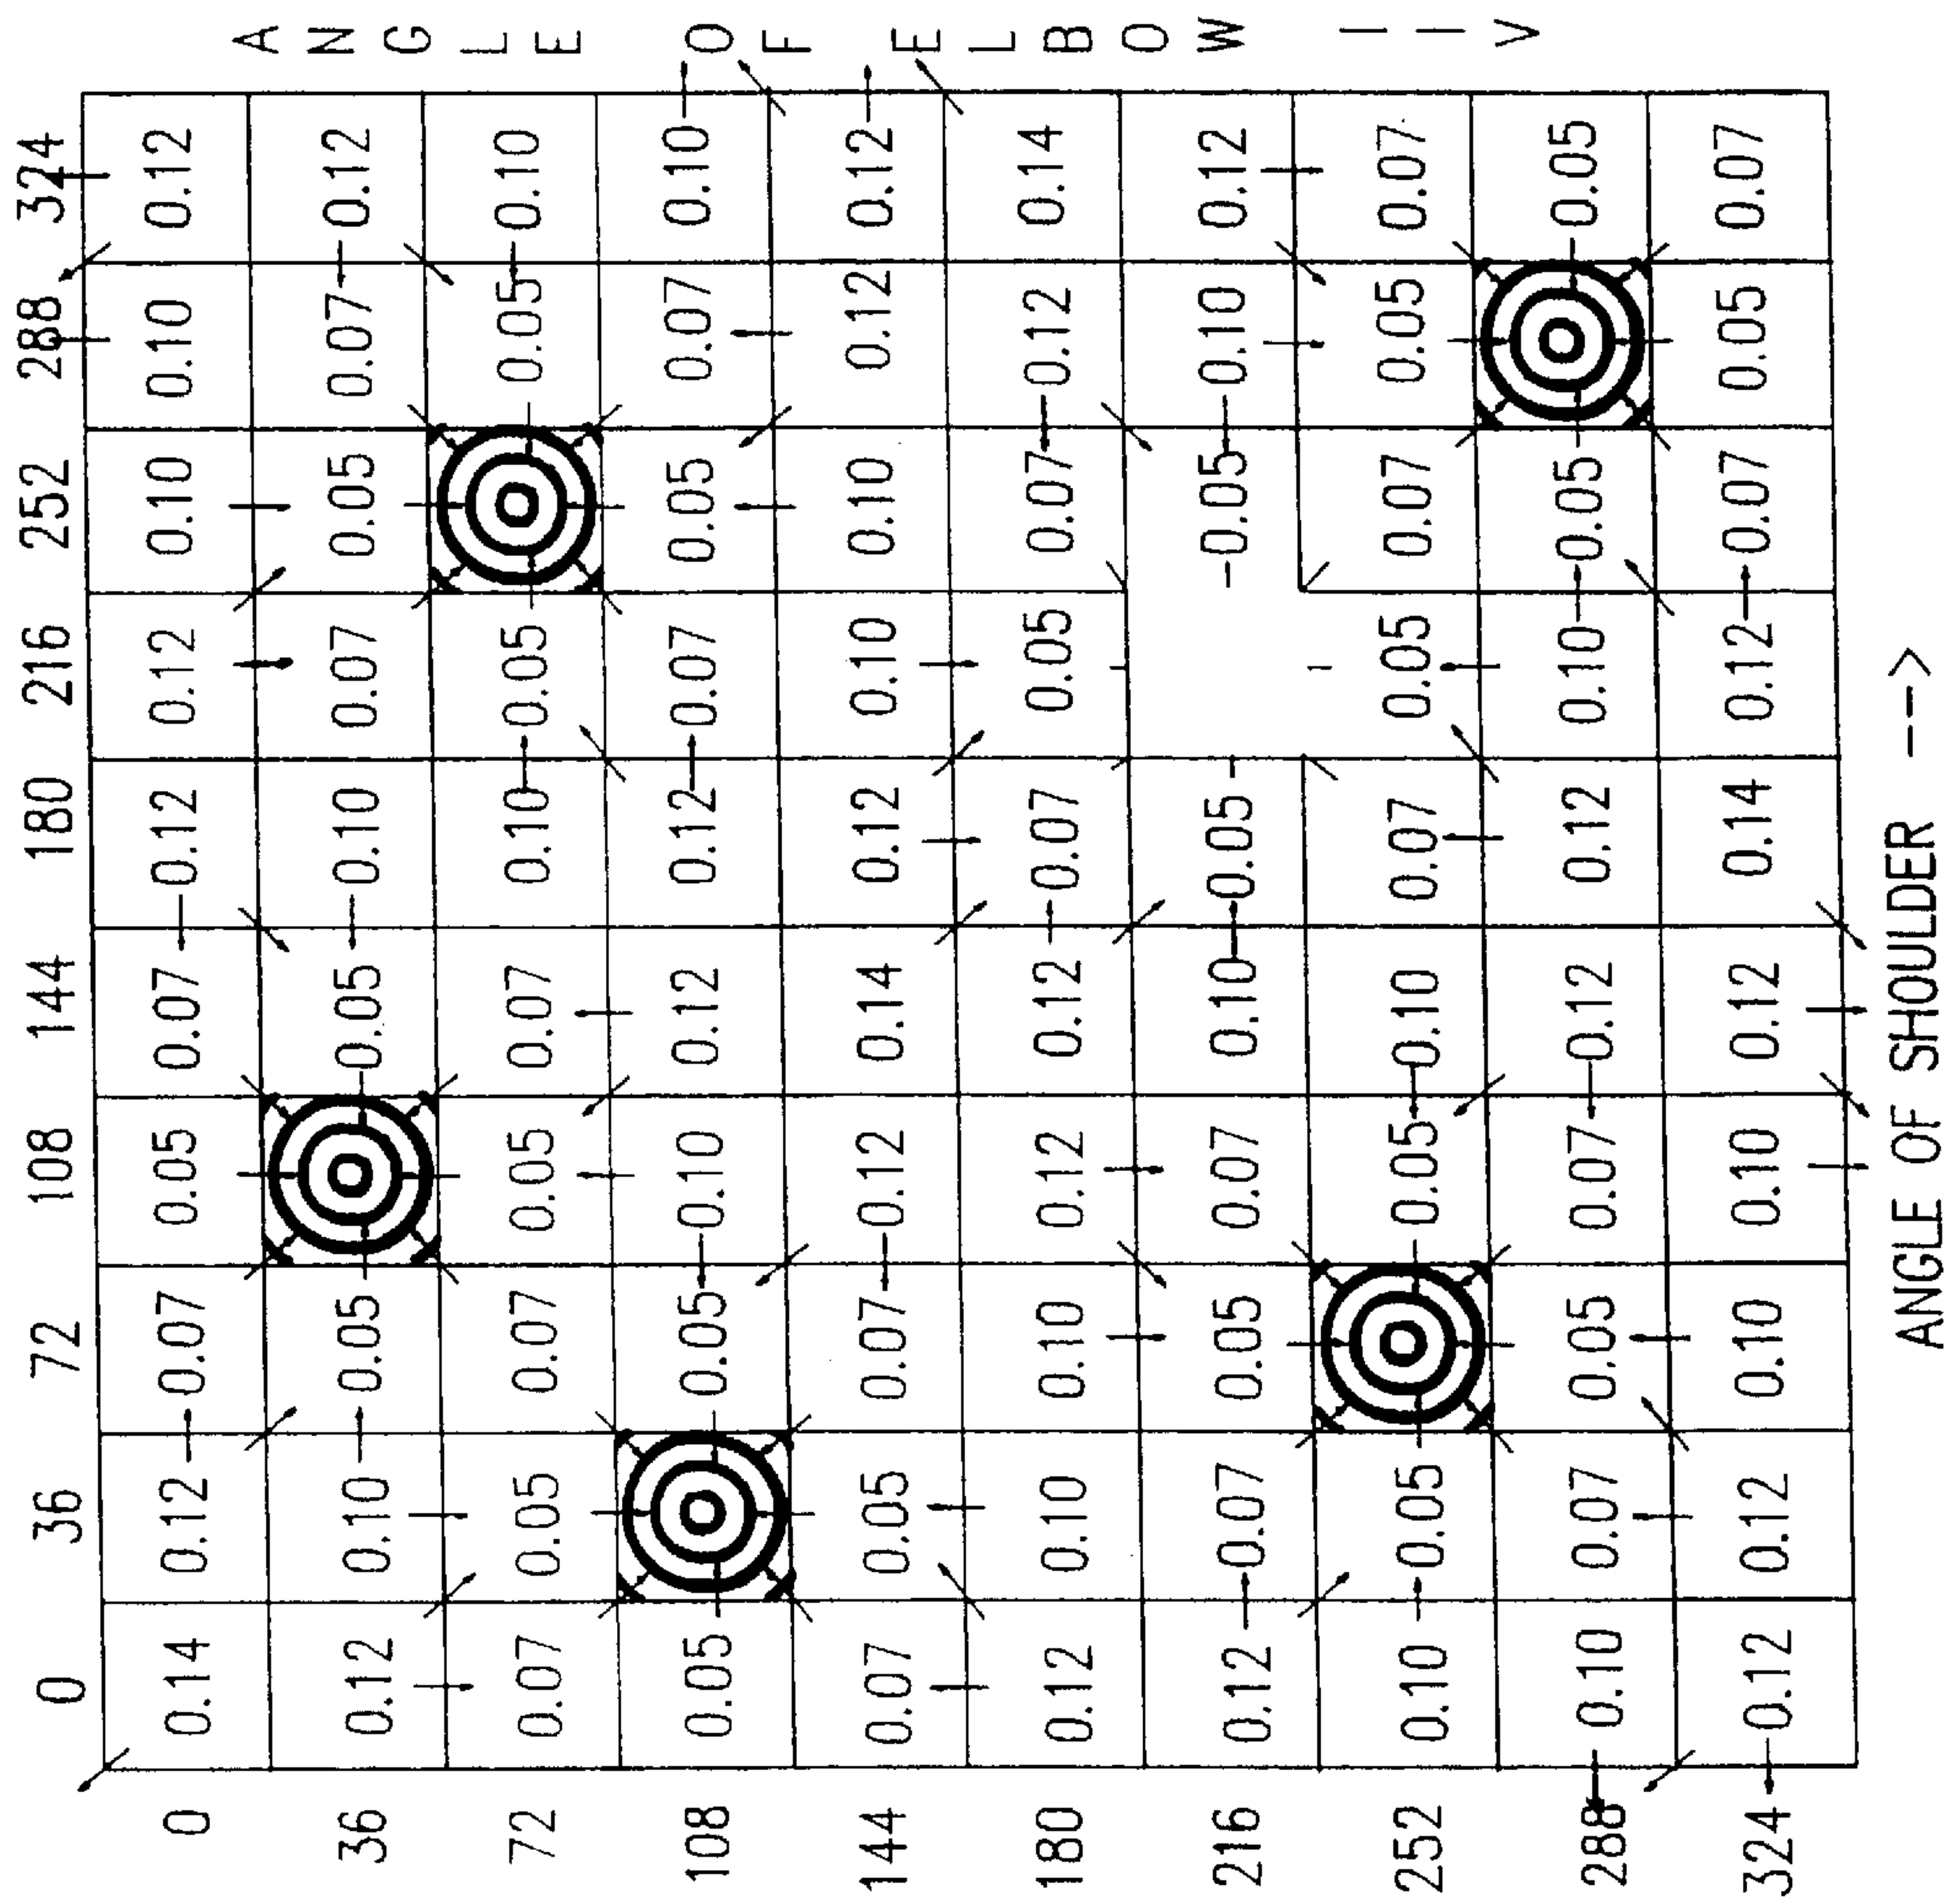 0 36 72 108 144 180 216 252 288 324
0 0.14 0.12 0.07 0.05 0.07 0.12 0.12 0.10 0.10 0.12
36 0.12 0.10 0.05 0.05 0.10 0.07 0.05 0.07 0.12
72 0.07 0.05 0.07 0.05 0.07 0.10 0.05 0.05 0.10
108 0.05 0.05 0.10 0.12 0.12 0.07 0.05 0.07 0.10
144 0.07 0.05 0.07 0.12 0.14 0.12 0.10 0.10 0.12 0.12
180 0.12 0.10 0.10 0.12 0.12 0.07 0.05 0.07 0.12 0.14
216 0.12 0.07 0.05 0.07 0.10 0.05 0.05 0.10 0.12
252 0.10 0.05 0.05 0.10 0.07 0.05 0.07 0.05 0.07
288 0.10 0.07 0.05 0.07 0.12 0.12 0.10 0.05 0.05
324 0.12 0.12 0.10 0.10 0.12 0.14 0.12 0.07 0.05 0.07
ANGLE OF SHOULDER -->
ANGLE OF ELBOW | | V